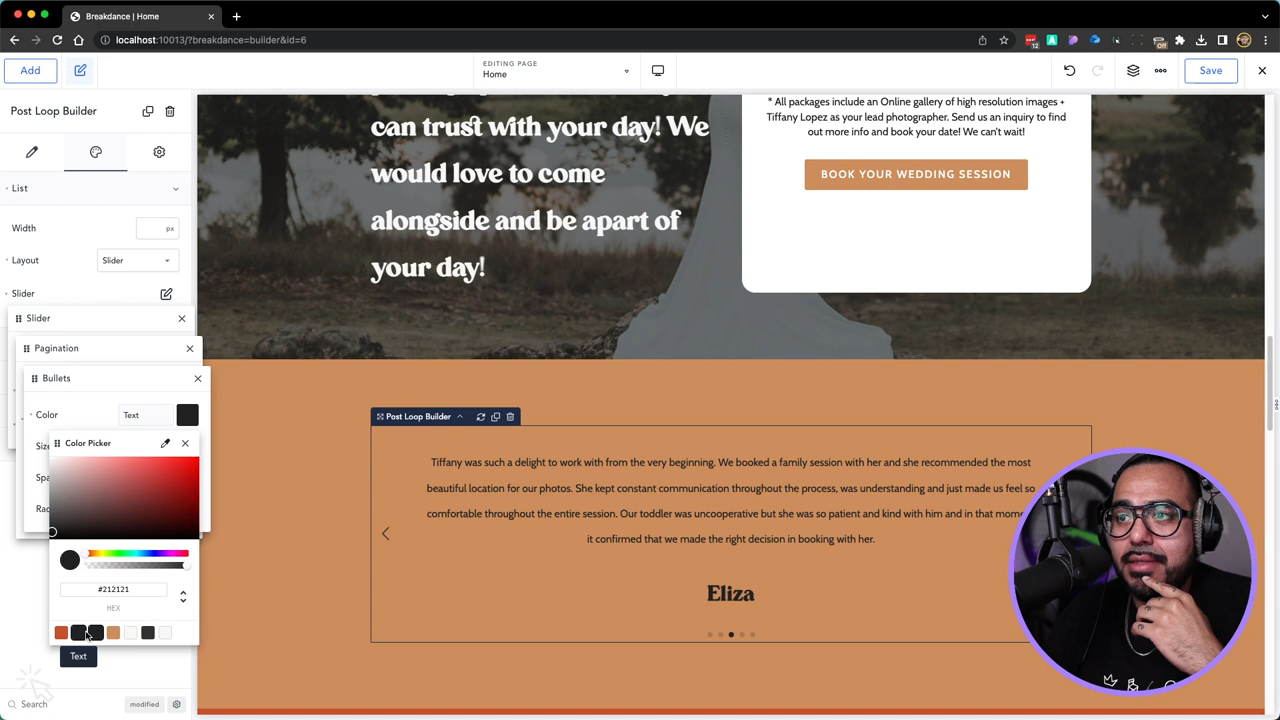 Breakdance | Home
localhost:10013/?breakdance=builder&id=6
12
Off
Add
EDITING PAGE
Home
Save
Post Loop Builder
List
Width
px
Layout
Slider
Slider
Slider
Pagination
Bullets
Color
Text
Color Picker
#212121
HEX
Text
Search
modified
can trust with your day! We
would love to come
alongside and be apart of
your day!
* All packages include an Online gallery of high resolution images +
Tiffany Lopez as your lead photographer. Send us an inquiry to find
out more info and book your date! We can't wait!
BOOK YOUR WEDDING SESSION
Post Loop Builder
Tiffany was such a delight to work with from the very beginning. We booked a family session with her and she recommended the most
beautiful location for our photos. She kept constant communication throughout the process, was understanding and just made us feel so
comfortable throughout the entire session. Our toddler was uncooperative but she was so patient and kind with him and in that
it confirmed that we made the right decision in booking with her.
Eliza